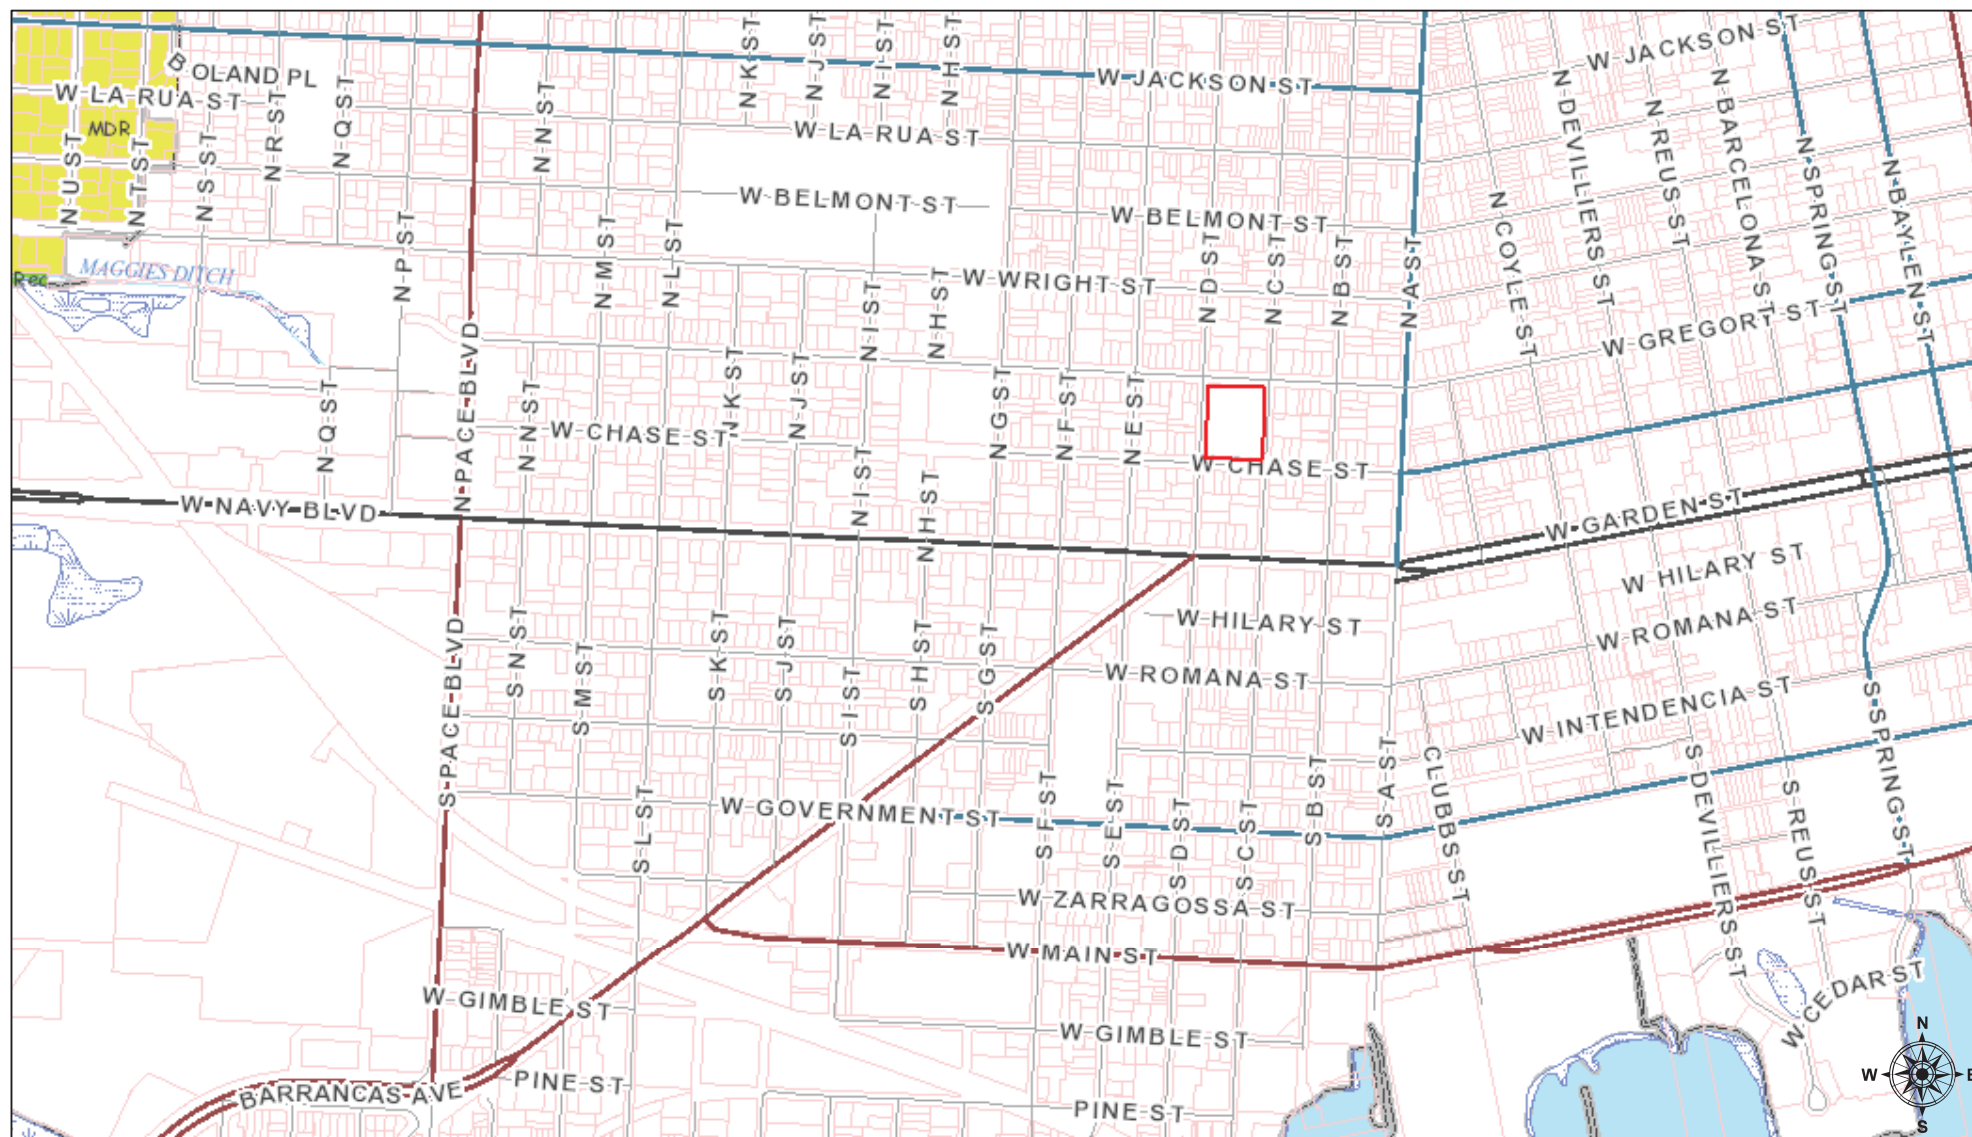 W JACKSON ST
W JACKSON ST
BOLAND PL
W LA RUA ST
MDR
N U ST
N T ST
N S ST
N R ST
N Q ST
N N ST
N K ST
N J ST
N I ST
N H ST
W LA RUA ST
W BELMONT ST
W BELMONT ST
N P ST
N M ST
N L ST
W WRIGHT ST
N D ST
N C ST
N B ST
N A ST
N COYLE ST
N DEVILLIERS ST
N REUS ST
N BARCELONA ST
N SPRING ST
N BAYLEN ST
MAGGIES DITCH
Rec
W GREGORY ST
N PACE BLVD
N Q ST
N N ST
N K ST
N J ST
N I ST
N H ST
N G ST
N F ST
N E ST
W CHASE ST
W CHASE ST
N I ST
N H ST
W NAVY BLVD
W GARDEN ST
W HILARY ST
W HILARY ST
W ROMANA ST
W ROMANA ST
S PACE BLVD
S N ST
S M ST
S K ST
S J ST
S I ST
S H ST
S G ST
W INTENDENCIA ST
S L ST
W GOVERNMENT ST
S F ST
S E ST
S D ST
S C ST
S B ST
S A ST
CLUBBS ST
S DEVILLIERS ST
S REUS ST
S SPRING ST
W ZARRAGOSSA ST
W MAIN ST
W GIMBLE ST
W GIMBLE ST
W CEDAR ST
BARRANCAS AVE
PINE ST
PINE ST
N
W
E
S